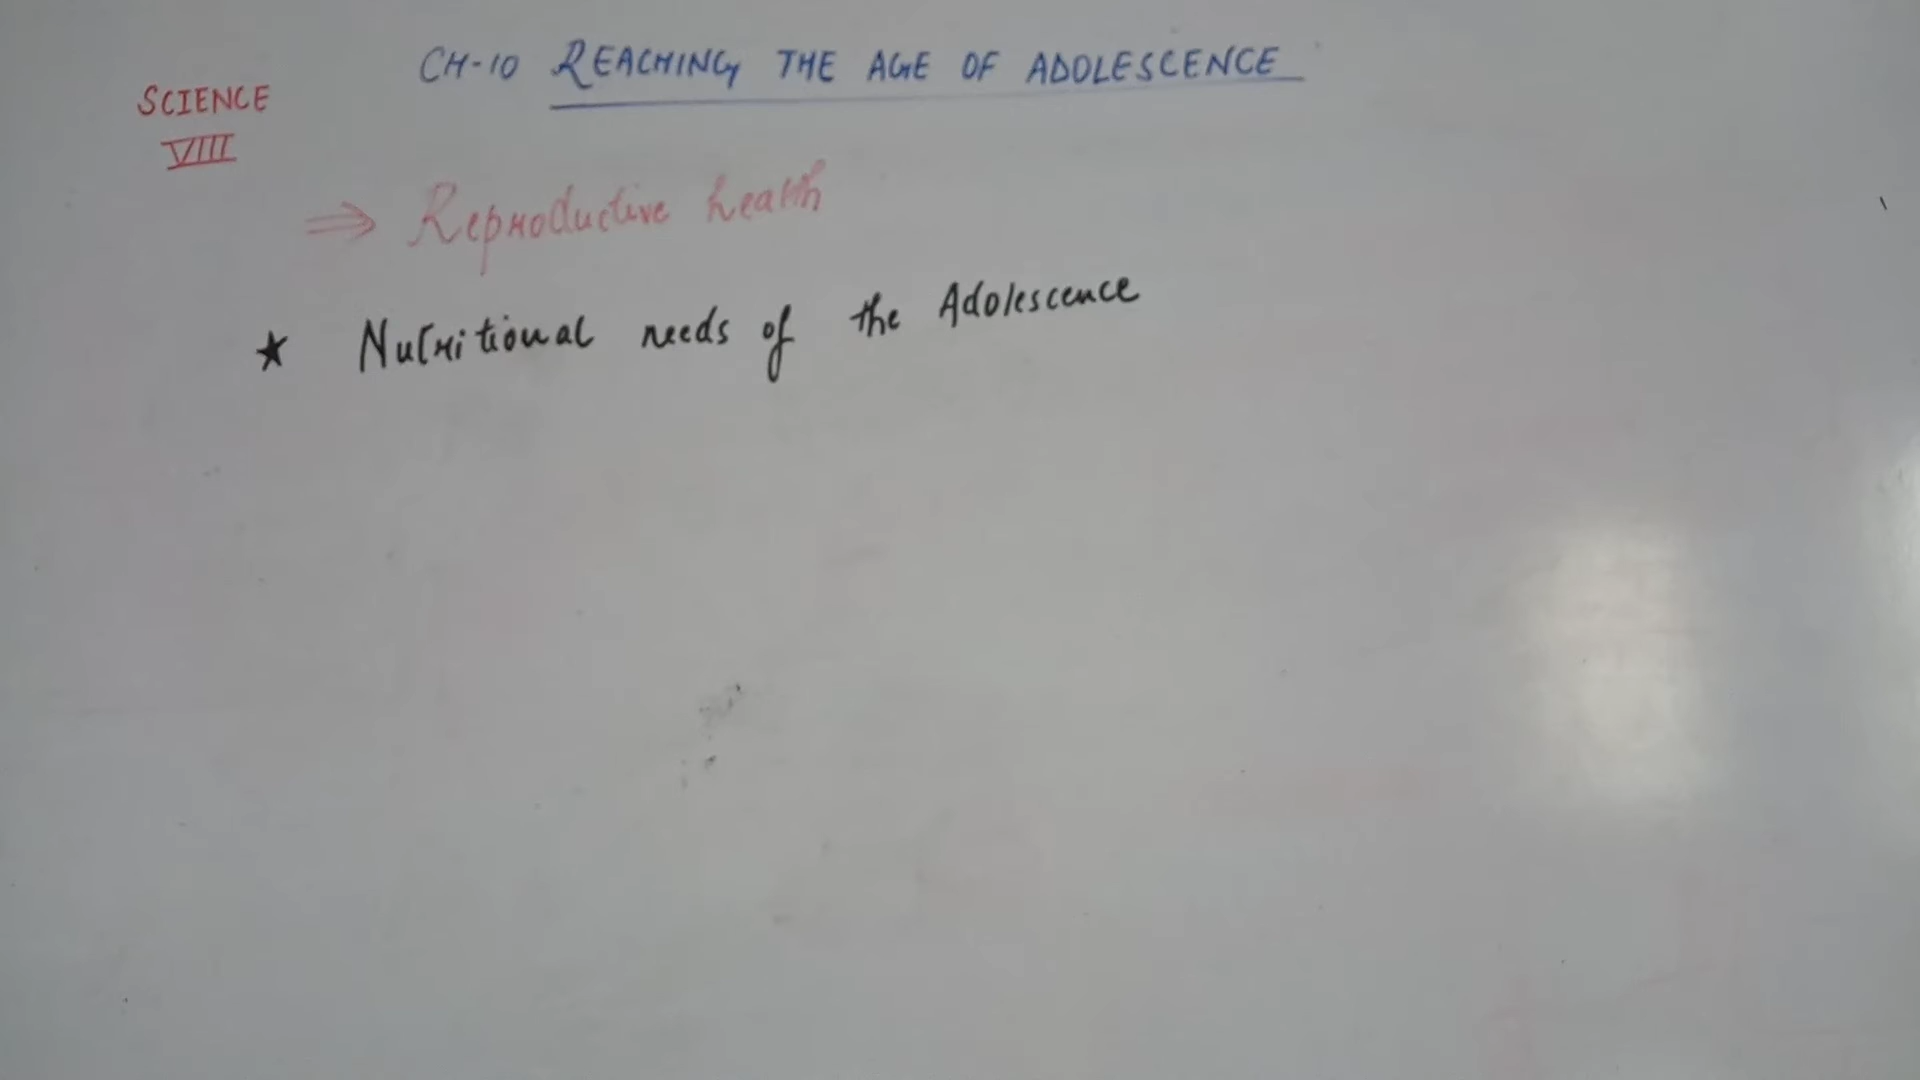 CH-10 REACHING THE AGE OF ADOLESCENCE
SCIENCE
VIII
⇒ Reproductive health
★ Nutritional needs of the Adolescence